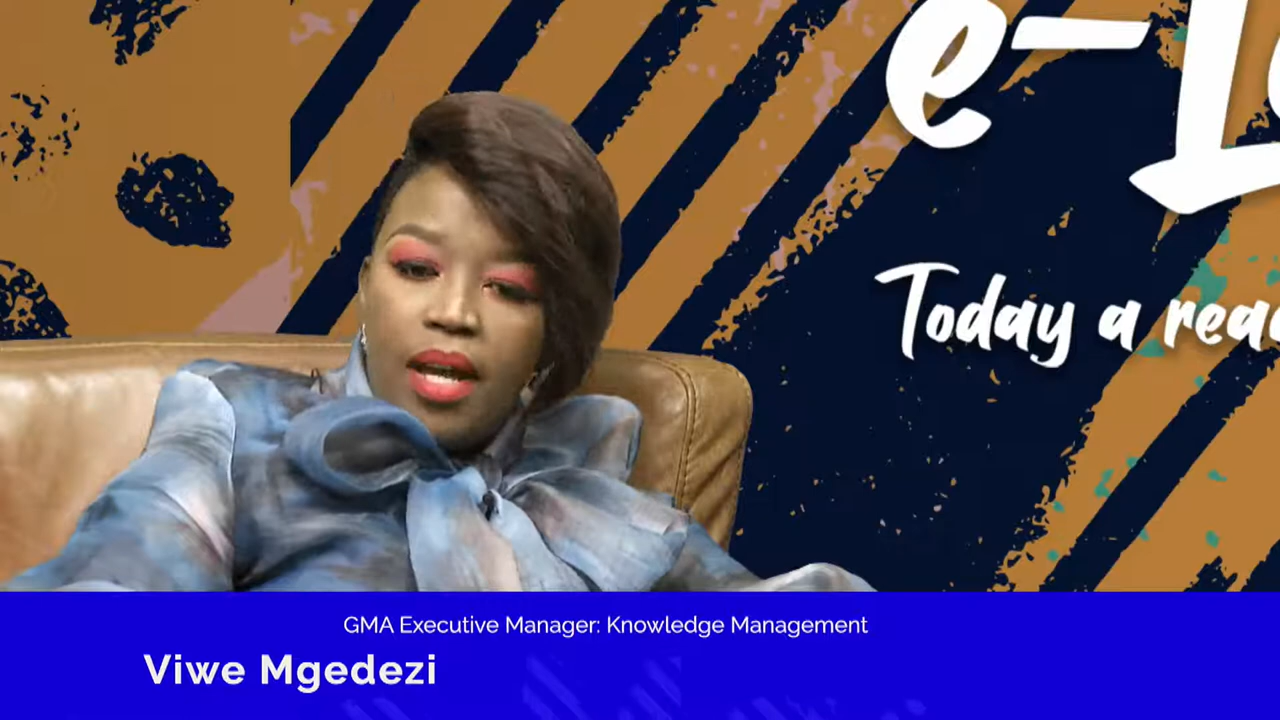 e-
Today a
GMA Executive Manager: Knowledge Management
Viwe Mgedezi